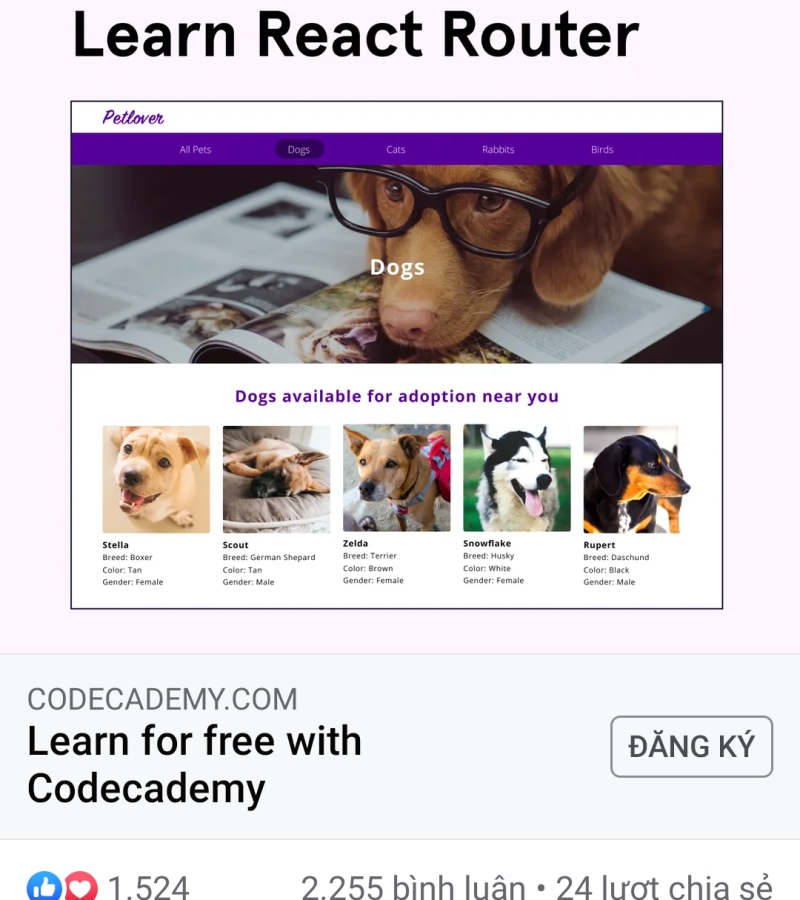 Learn React Router
Petlover
All Pets Dogs Cats Rabbits Birds
Dogs
Dogs available for adoption near you
Stella
Breed: Boxer
Color: Tan
Gender: Female
Scout
Breed: German Shepard
Color: Tan
Gender: Male
Zelda
Breed: Terrier
Color: Brown
Gender: Female
Snowflake
Breed: Husky
Color: White
Gender: Female
Rupert
Breed: Daschund
Color: Black
Gender: Male
CODECADEMY.COM
Learn for free with
Codecademy
ĐĂNG KÝ
1.524 2.255 bình luận • 24 lượt chia sẻ